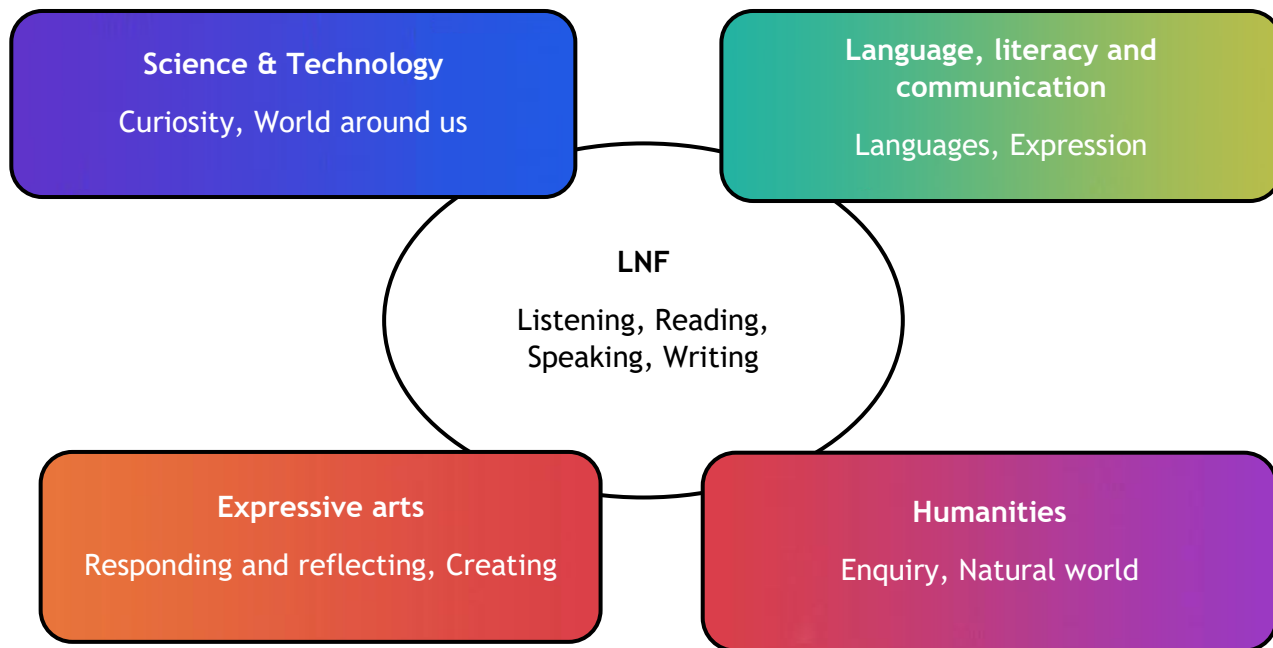 Science & Technology
Curiosity, World around us
Language, literacy and
communication
Languages, Expression
LNF
Listening, Reading,
Speaking, Writing
Expressive arts
Responding and reflecting, Creating
Humanities
Enquiry, Natural world